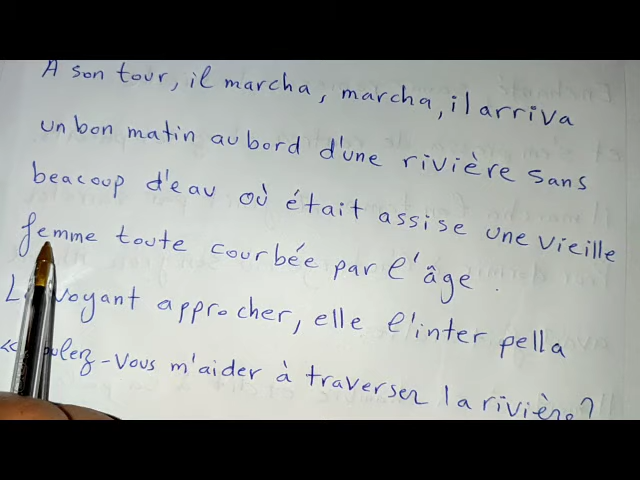 A son tour, il marcha, marcha, il arriva
un bon matin au bord d'une rivière sans
beacoup d'eau où était assise une vieille
femme toute courbée par l'âge.
voyant approcher, elle l'inter pella
m'aider à traverser la rivière?